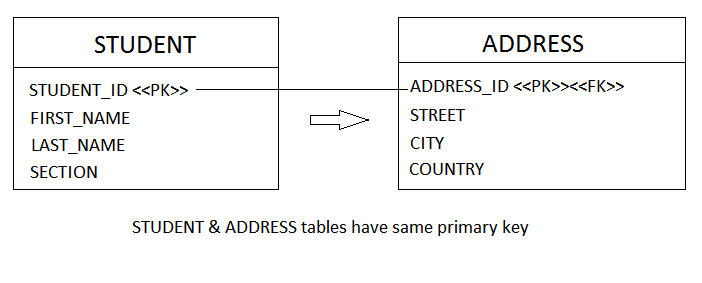 STUDENT
STUDENT_ID <<PK>>
FIRST_NAME
LAST_NAME
SECTION
ADDRESS
ADDRESS_ID <<PK>><<FK>>
STREET
CITY
COUNTRY
STUDENT & ADDRESS tables have same primary key